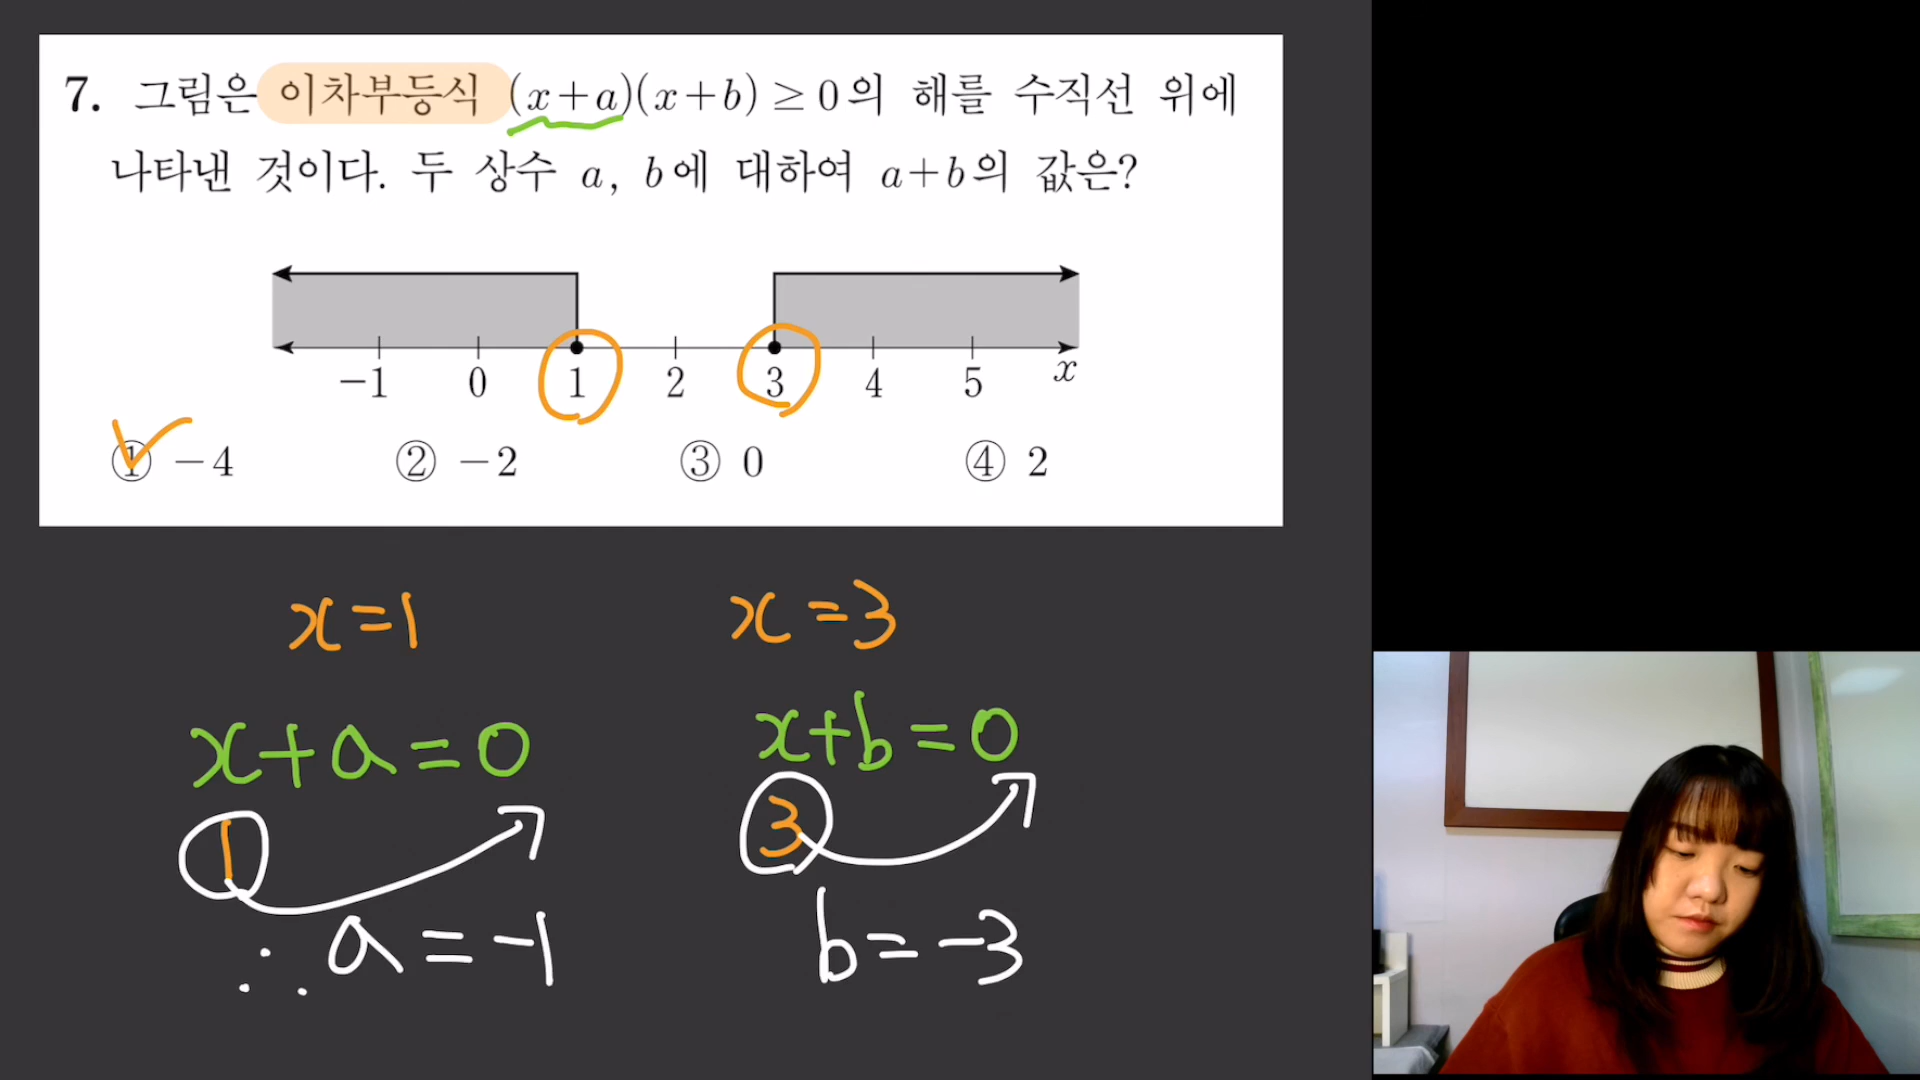 7. 그림은 이차부등식 (x+a)(x+b) ≥ 0의 해를 수직선 위에
나타낸 것이다. 두 상수 a, b에 대하여 a+b의 값은?
−1 0 1 2 3 4 5 x
① −4 ② −2 ③ 0 ④ 2
x=1 x=3
x+a=0 x+b=0
1 3
∴ a=-1 b=-3